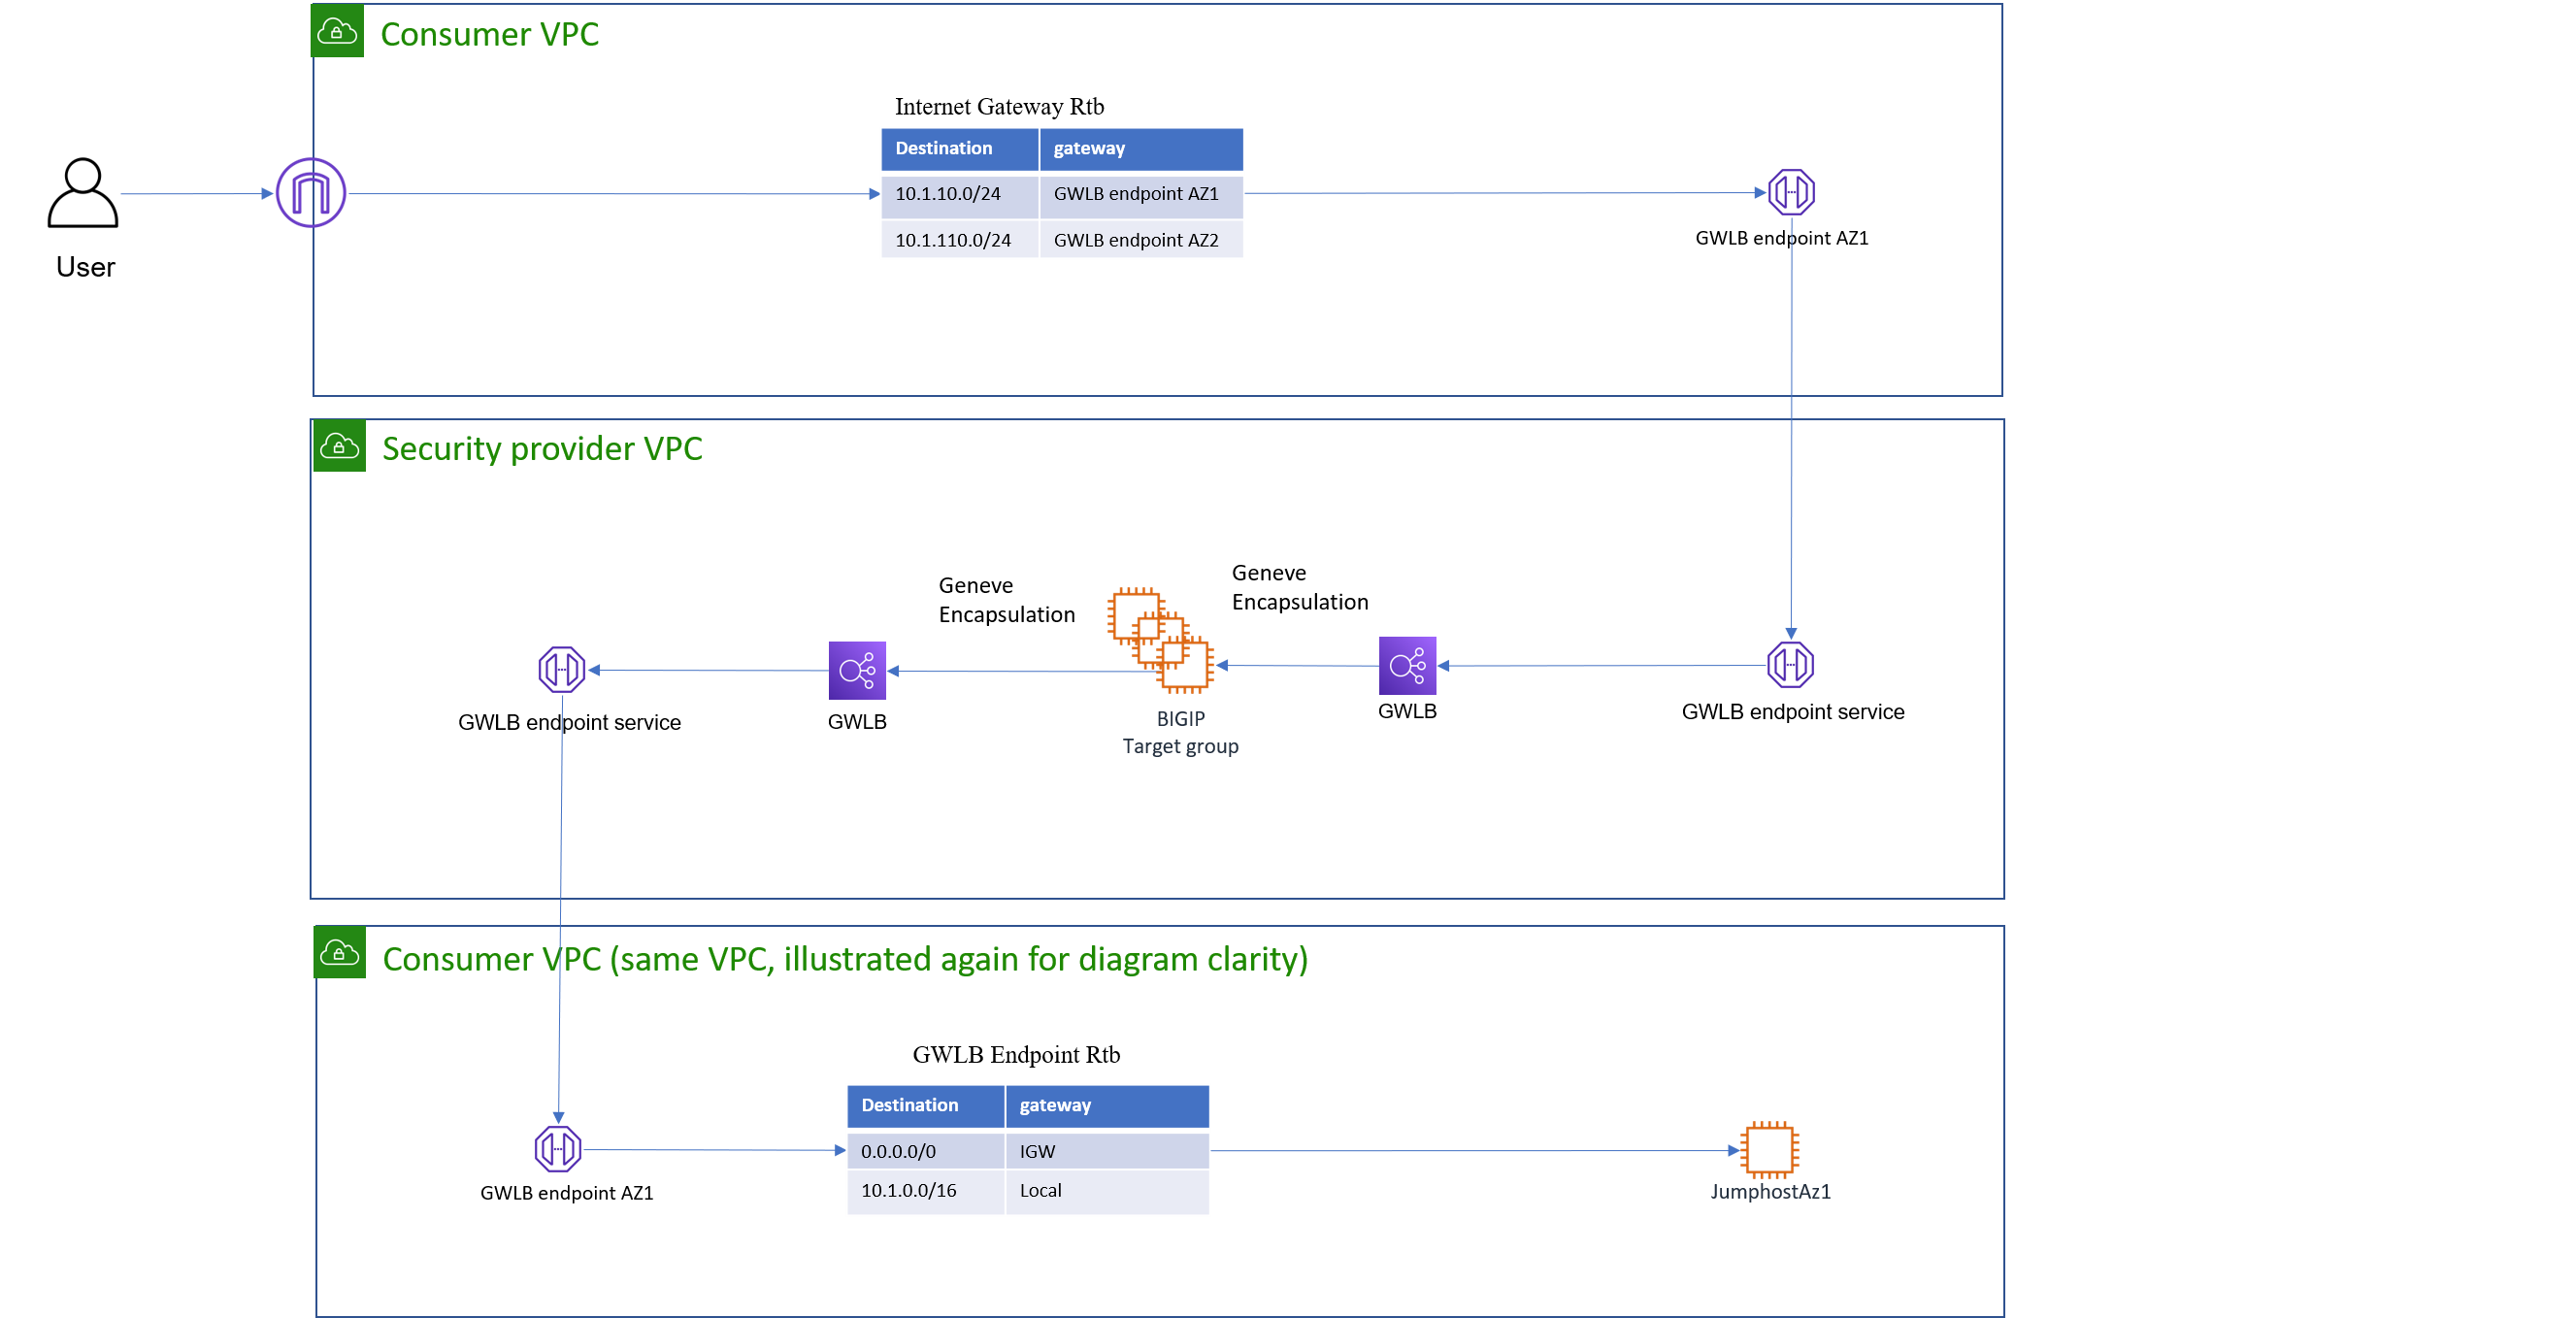 Consumer VPC
Internet Gateway Rtb
Destination gateway
10.1.10.0/24 GWLB endpoint AZ1
10.1.110.0/24 GWLB endpoint AZ2
GWLB endpoint AZ1
User
Security provider VPC
Geneve
Encapsulation
Geneve
Encapsulation
GWLB endpoint service
GWLB
BIGIP
Target group
GWLB
GWLB endpoint service
Consumer VPC (same VPC, illustrated again for diagram clarity)
GWLB Endpoint Rtb
Destination gateway
0.0.0.0/0 IGW
10.1.0.0/16 Local
GWLB endpoint AZ1
JumphostAz1